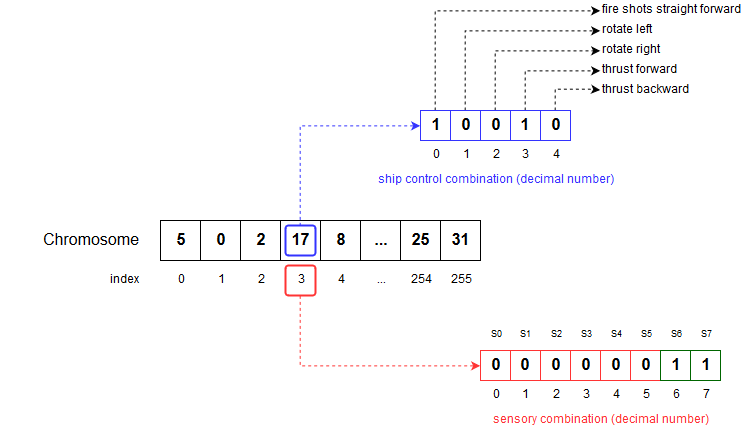 fire shots straight forward
rotate left
rotate right
thrust forward
thrust backward
1 0 0 1 0
0 1 2 3 4
ship control combination (decimal number)
Chromosome 5 0 2 17 8 ... 25 31
index 0 1 2 3 4 ... 254 255
S0 S1 S2 S3 S4 S5 S6 S7
0 0 0 0 0 0 1 1
0 1 2 3 4 5 6 7
sensory combination (decimal number)